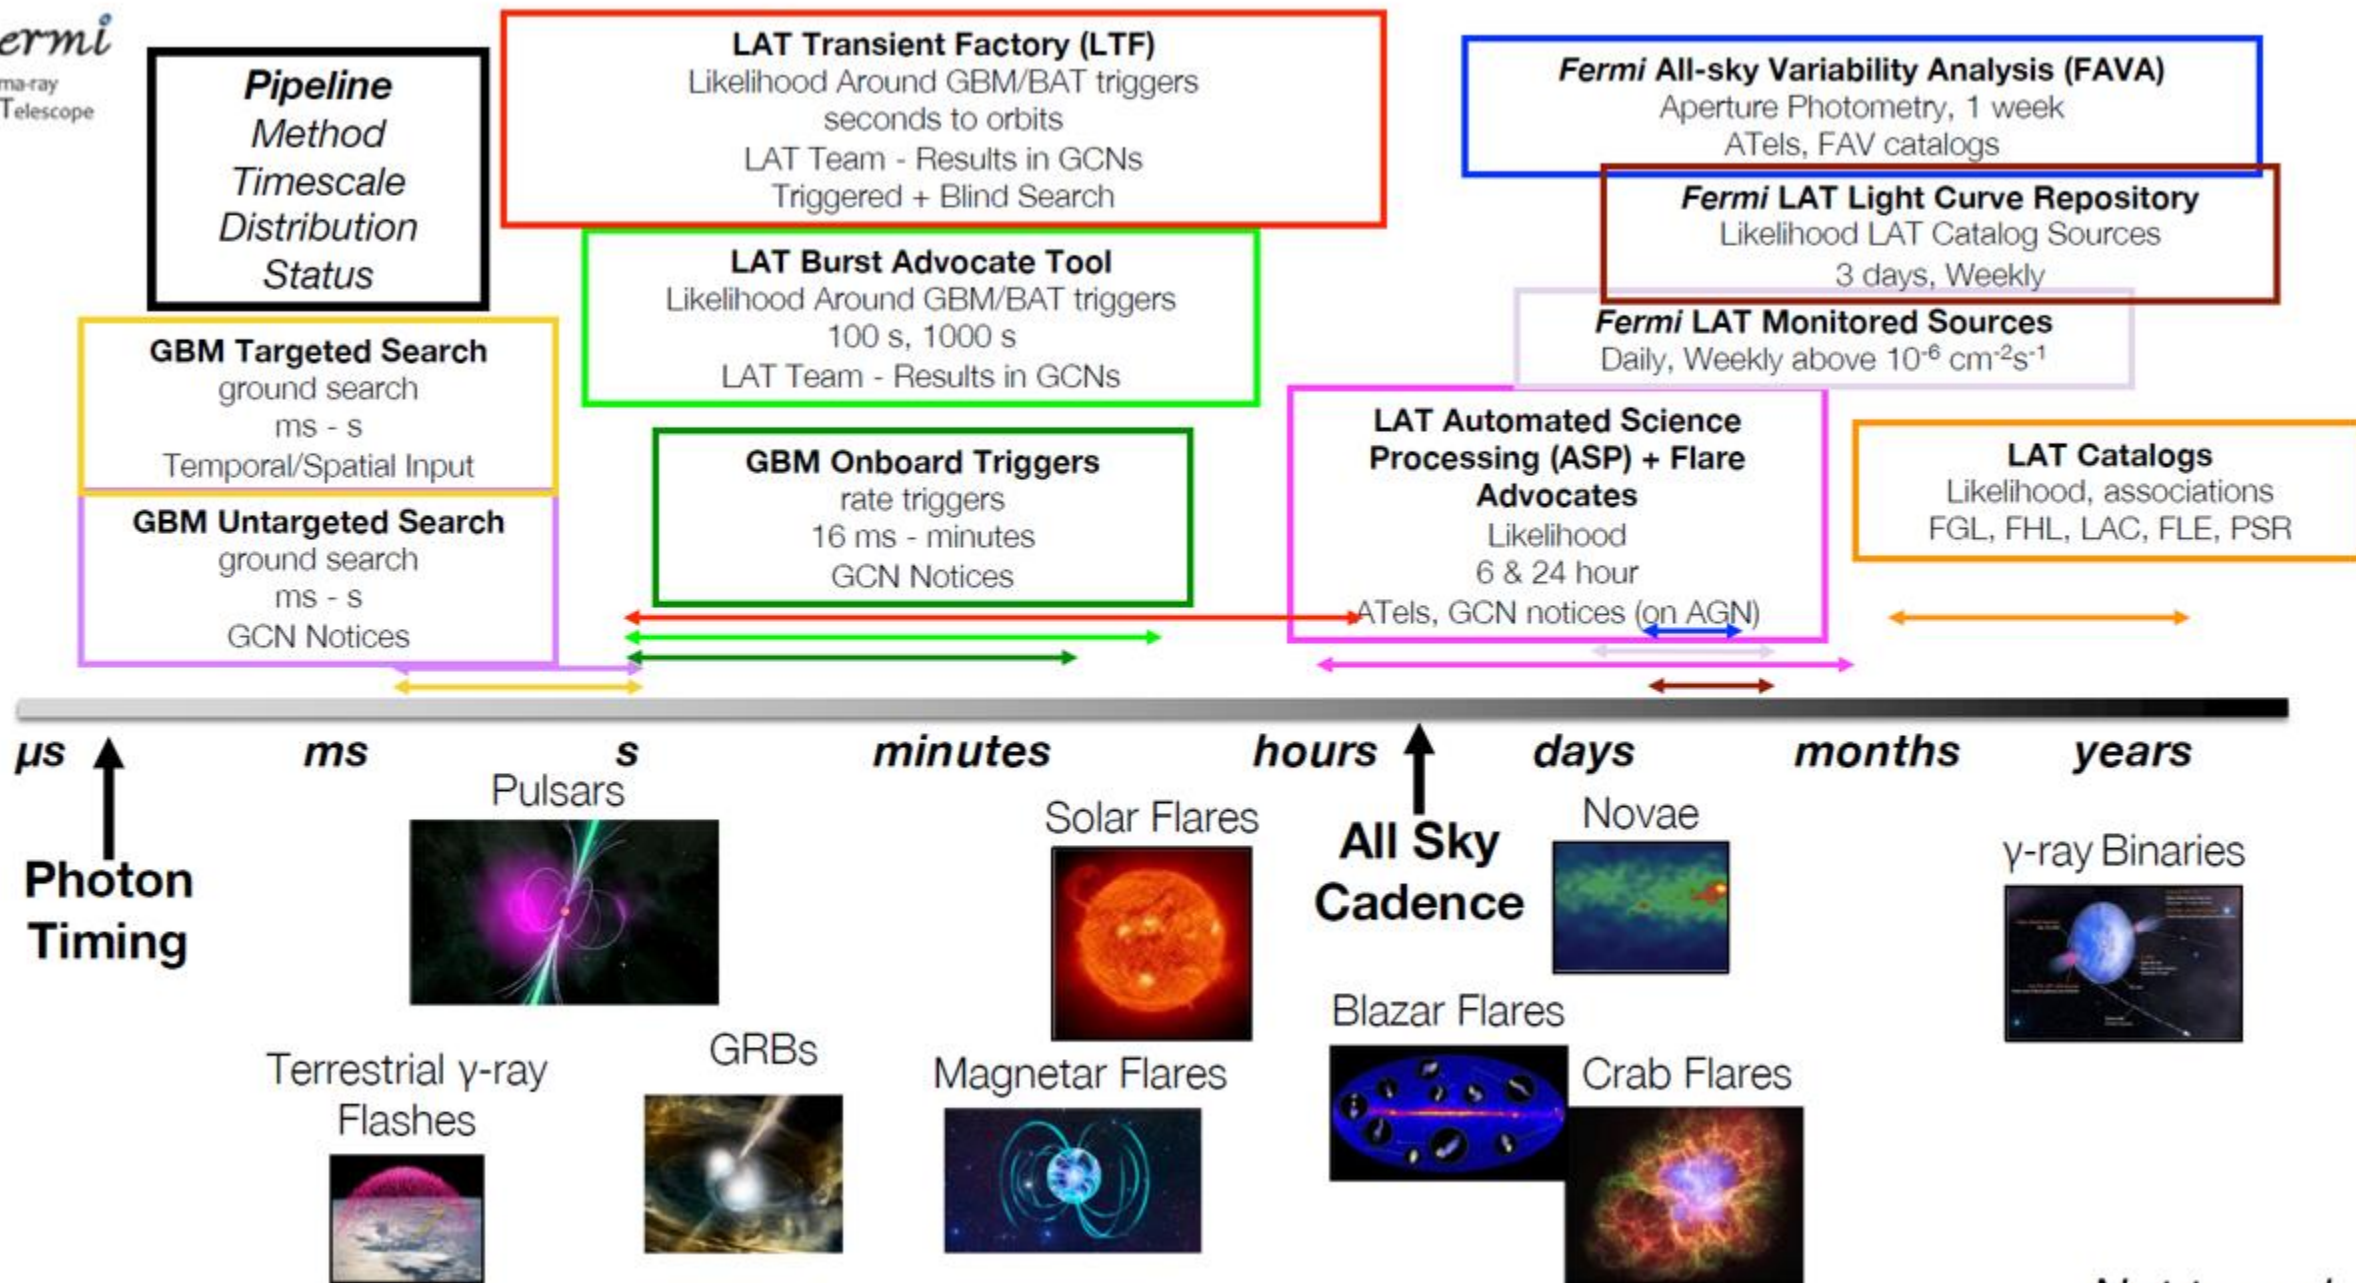 ermi
ma-ray
Telescope
Pipeline
Method
Timescale
Distribution
Status
LAT Transient Factory (LTF)
Likelihood Around GBM/BAT triggers
seconds to orbits
LAT Team - Results in GCNs
Triggered + Blind Search
Fermi All-sky Variability Analysis (FAVA)
Aperture Photometry, 1 week
ATels, FAV catalogs
Fermi LAT Light Curve Repository
Likelihood LAT Catalog Sources
3 days, Weekly
LAT Burst Advocate Tool
Likelihood Around GBM/BAT triggers
100 s, 1000 s
LAT Team - Results in GCNs
Fermi LAT Monitored Sources
Daily, Weekly above 10⁻⁶ cm⁻²s⁻¹
GBM Targeted Search
ground search
ms - s
Temporal/Spatial Input
GBM Untargeted Search
ground search
ms - s
GCN Notices
GBM Onboard Triggers
rate triggers
16 ms - minutes
GCN Notices
LAT Automated Science
Processing (ASP) + Flare
Advocates
Likelihood
6 & 24 hour
ATels, GCN notices (on AGN)
LAT Catalogs
Likelihood, associations
FGL, FHL, LAC, FLE, PSR
µs ms s minutes hours days months years
Photon
Timing
Pulsars
Solar Flares
All Sky
Cadence
Novae
γ-ray Binaries
Terrestrial γ-ray
Flashes
GRBs
Magnetar Flares
Blazar Flares
Crab Flares